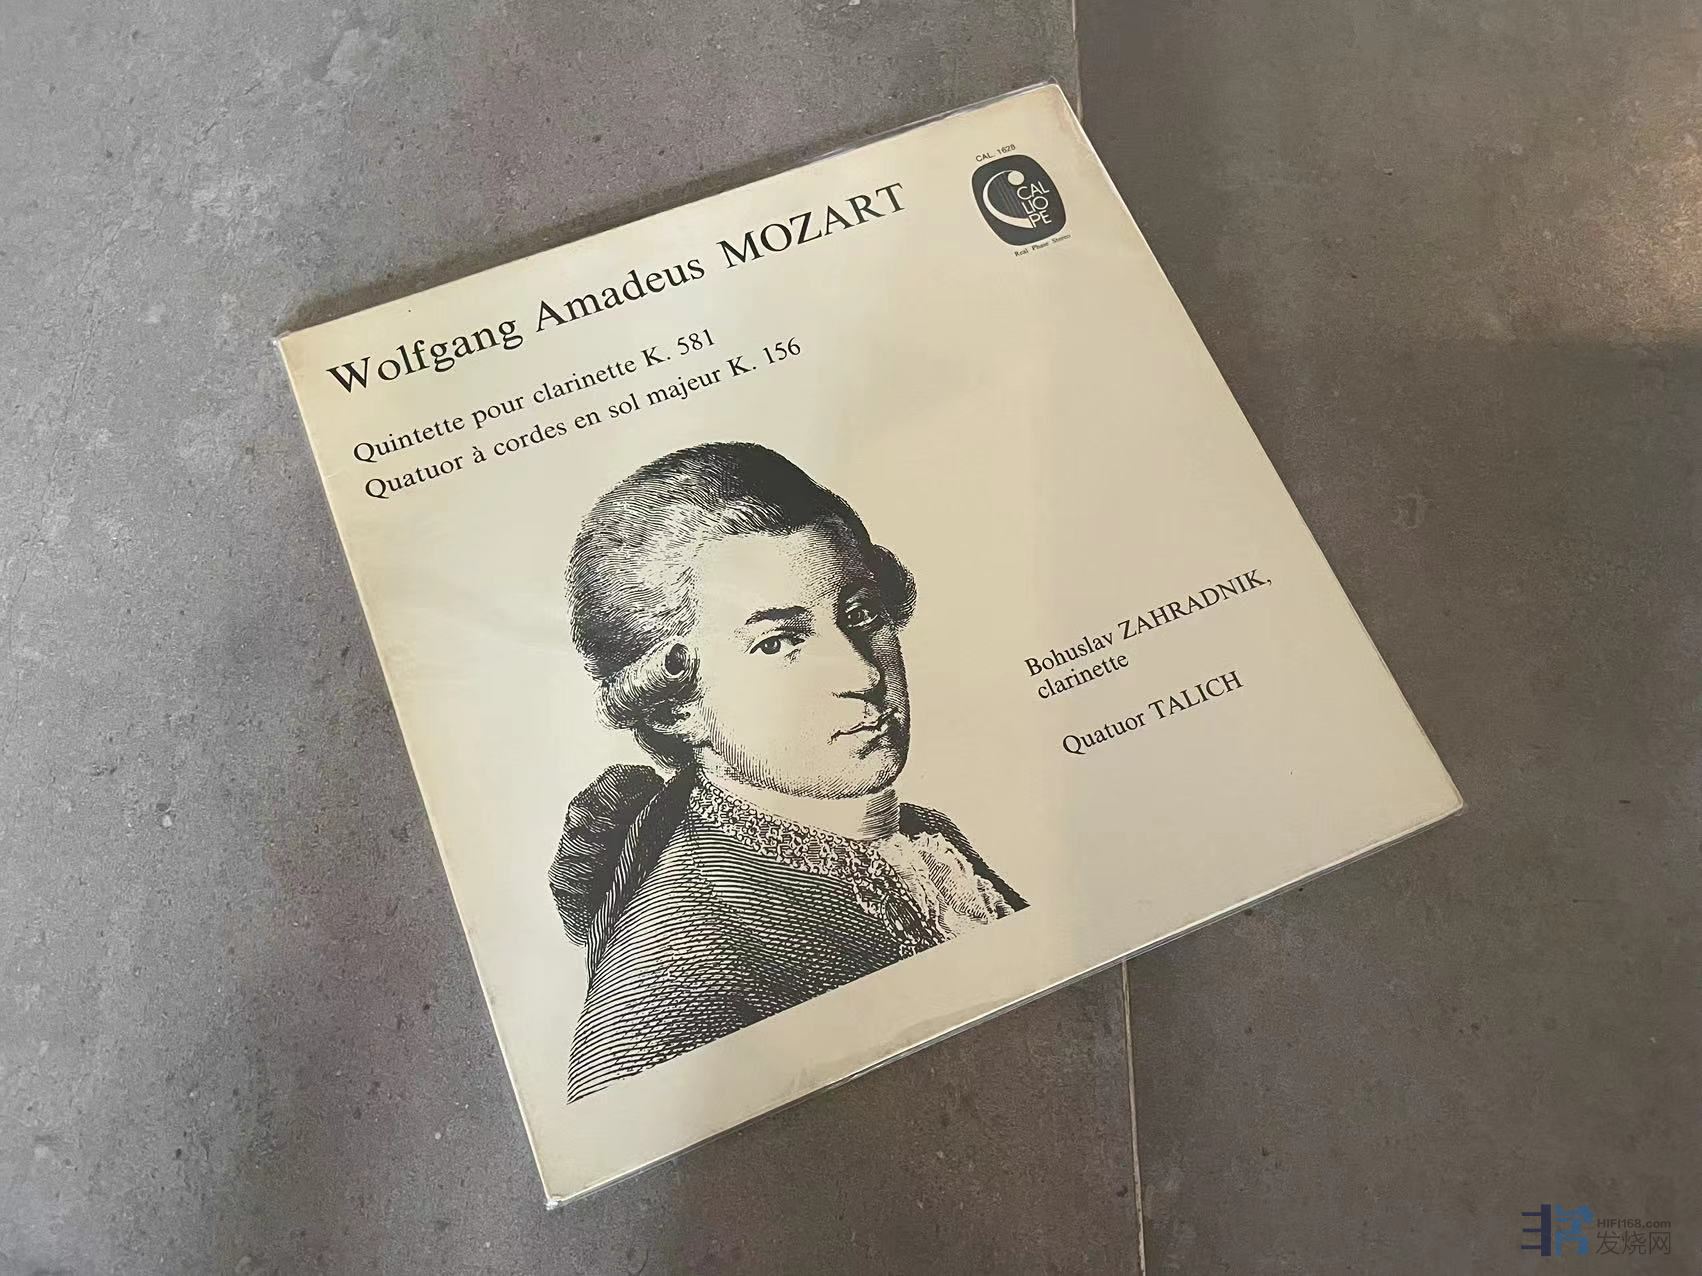 CAL. 1628
CAL
LIO
PE
Real Phase Stereo
Wolfgang Amadeus MOZART
Quintette pour clarinette K. 581
Quatuor à cordes en sol majeur K. 156
Bohuslav ZAHRADNIK,
clarinette
Quatuor TALICH
HIFI168.com
发烧网